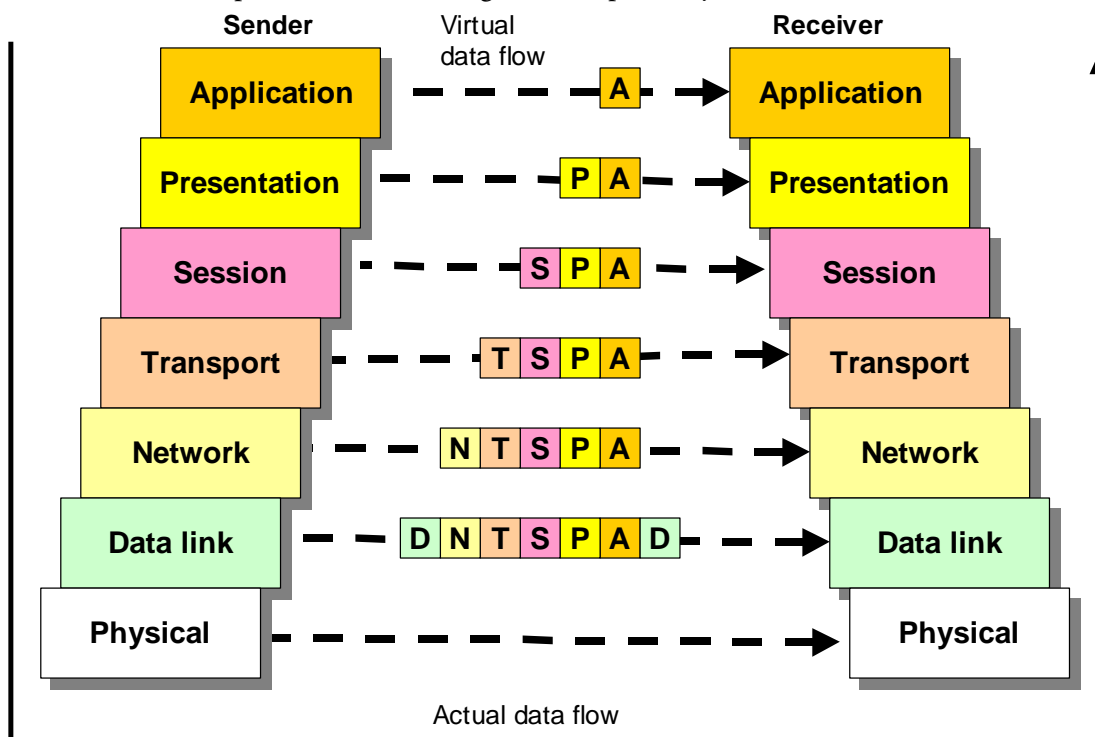 Sender Virtual data flow Receiver
Application A Application
Presentation P A Presentation
Session S P A Session
Transport T S P A Transport
Network N T S P A Network
Data link D N T S P A D Data link
Physical Physical
Actual data flow